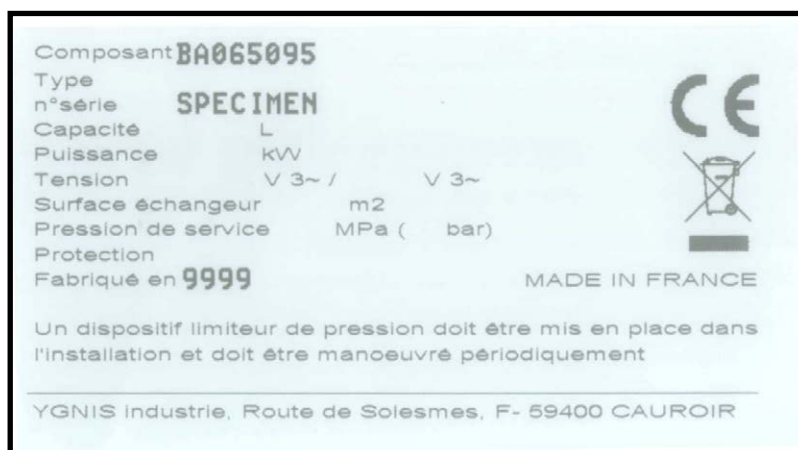 Composant BA065095
Type
n°série SPECIMEN
Capacité L
Puissance kW
Tension V 3~ / V 3~
Surface échangeur m2
Pression de service MPa ( bar)
Protection
Fabriqué en 9999
MADE IN FRANCE
Un dispositif limiteur de pression doit être mis en place dans
l'installation et doit être manoeuvré périodiquement
YGNIS industrie, Route de Solesmes, F- 59400 CAUROIR
CE